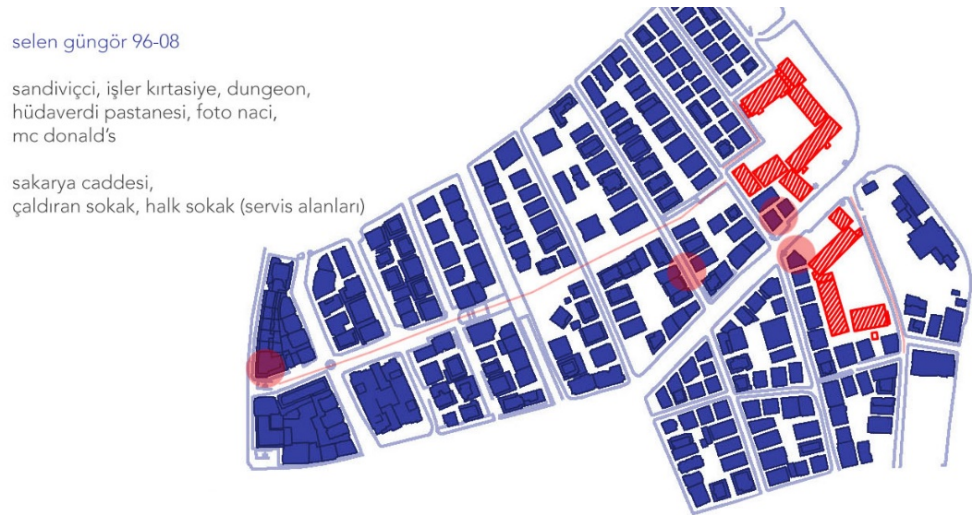 selen güngör 96-08
sandiviçci, işler kırtasiye, dungeon,
hüdaverdi pastanesi, foto naci,
mc donald's
sakarya caddesi,
çaldıran sokak, halk sokak (servis alanları)